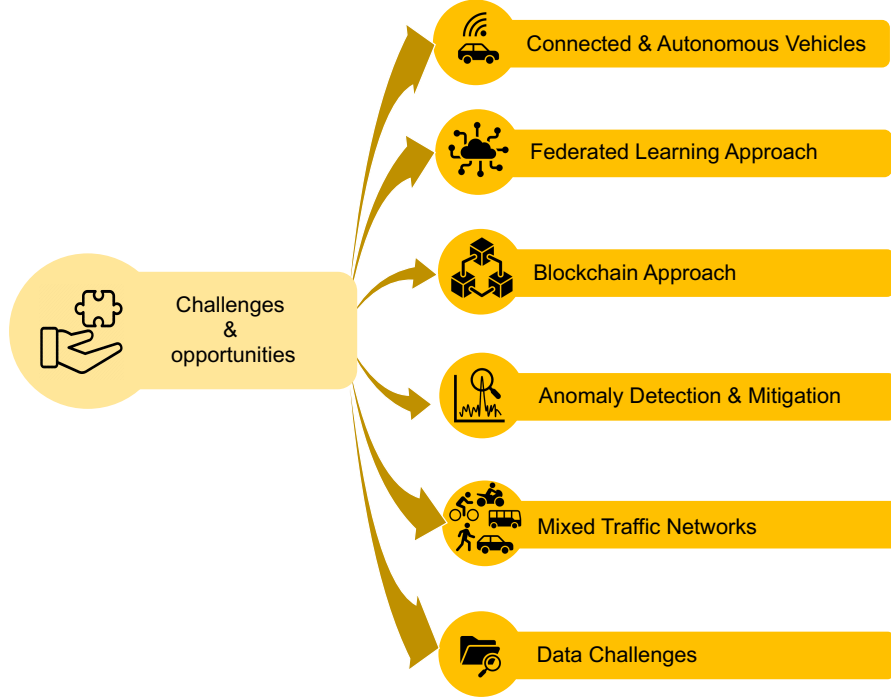 Connected & Autonomous Vehicles
Federated Learning Approach
Blockchain Approach
Challenges
&
opportunities
Anomaly Detection & Mitigation
Mixed Traffic Networks
Data Challenges